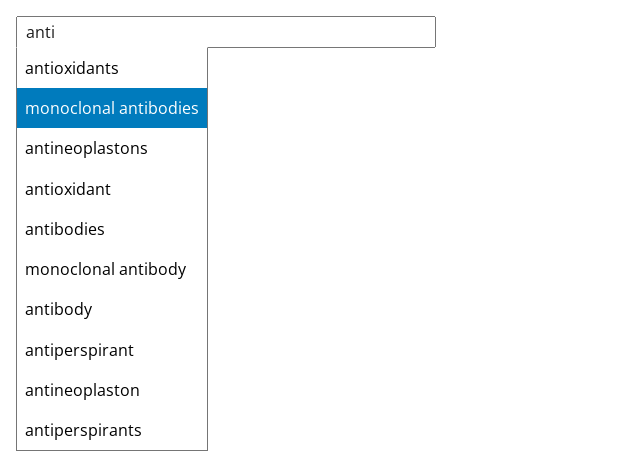 anti
antioxidants
monoclonal antibodies
antineoplastons
antioxidant
antibodies
monoclonal antibody
antibody
antiperspirant
antineoplaston
antiperspirants